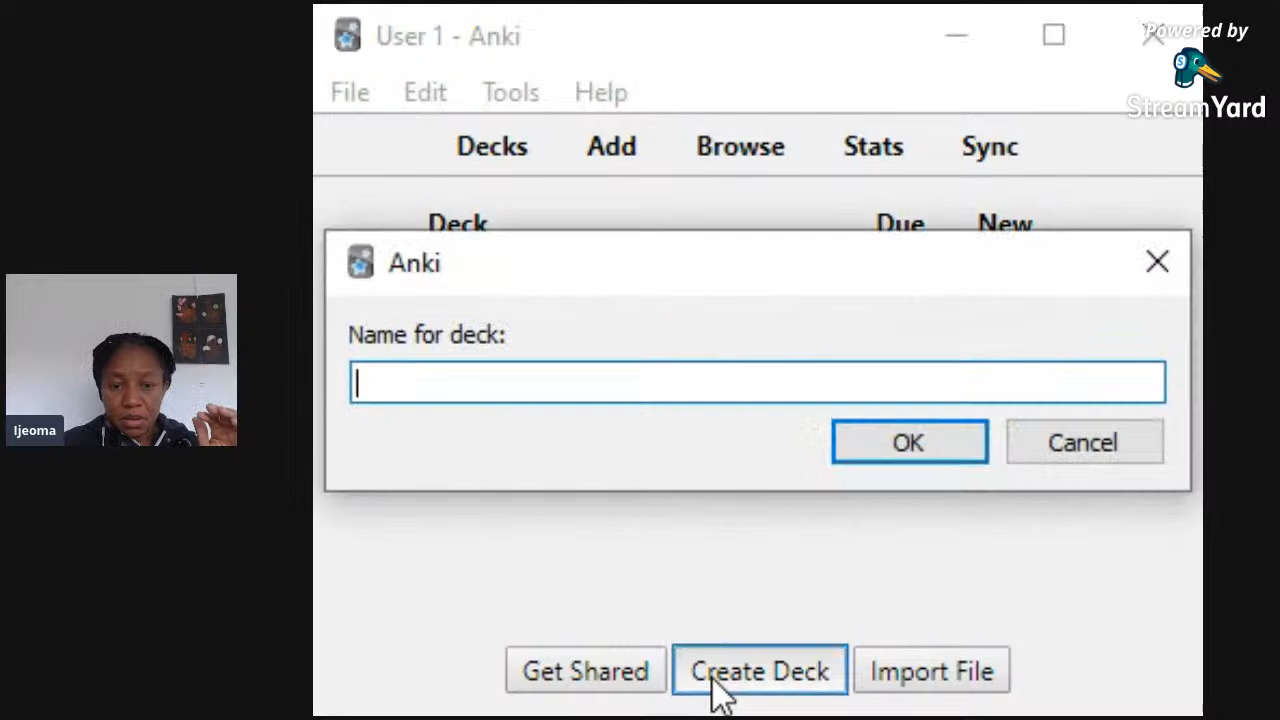 User 1 - Anki
Powered by
StreamYard
File Edit Tools Help
Decks Add Browse Stats Sync
Deck Due New
Anki
Name for deck:
OK Cancel
Ijeoma
Get Shared Create Deck Import File